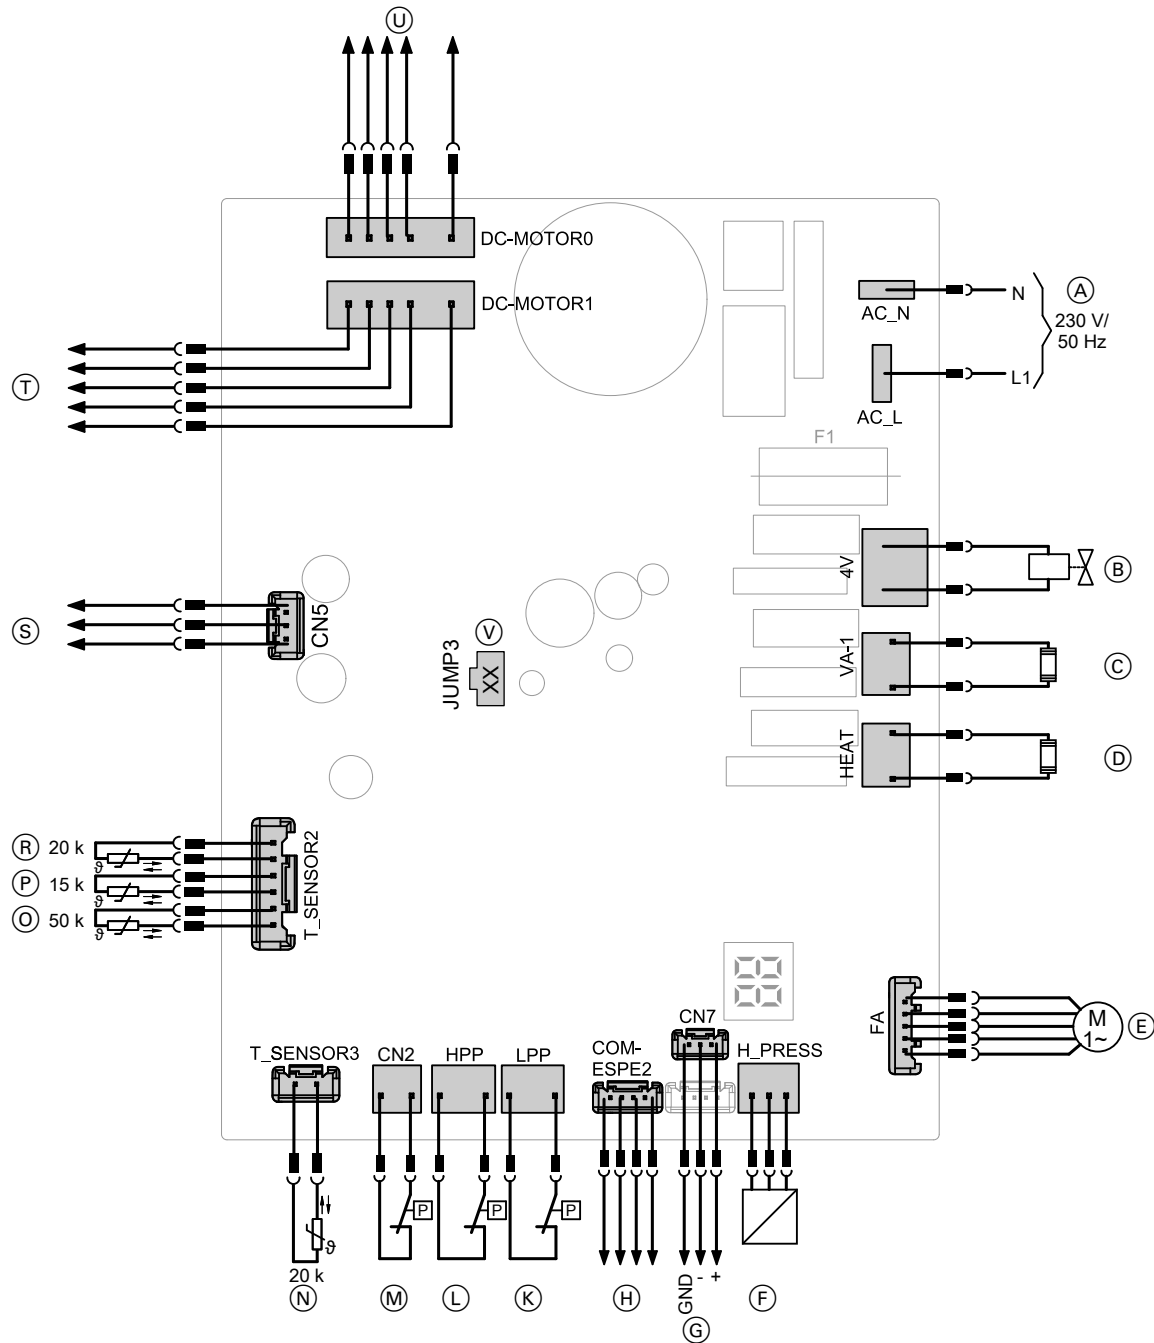 U
DC-MOTOR0
DC-MOTOR1
AC_N
N
A
230 V/
50 Hz
L1
AC_L
T
F1
4V
B
S
CN5
V
JUMP3
XX
VA-1
C
HEAT
D
R 20 k
ϑ
P 15 k
ϑ
O 50 k
ϑ
T_SENSOR2
88
FA
M
1~
E
T_SENSOR3
CN2
HPP
LPP
COM-
ESPE2
CN7
H_PRESS
P
P
P
ϑ
20 k
GND - +
N
M
L
K
H
G
F